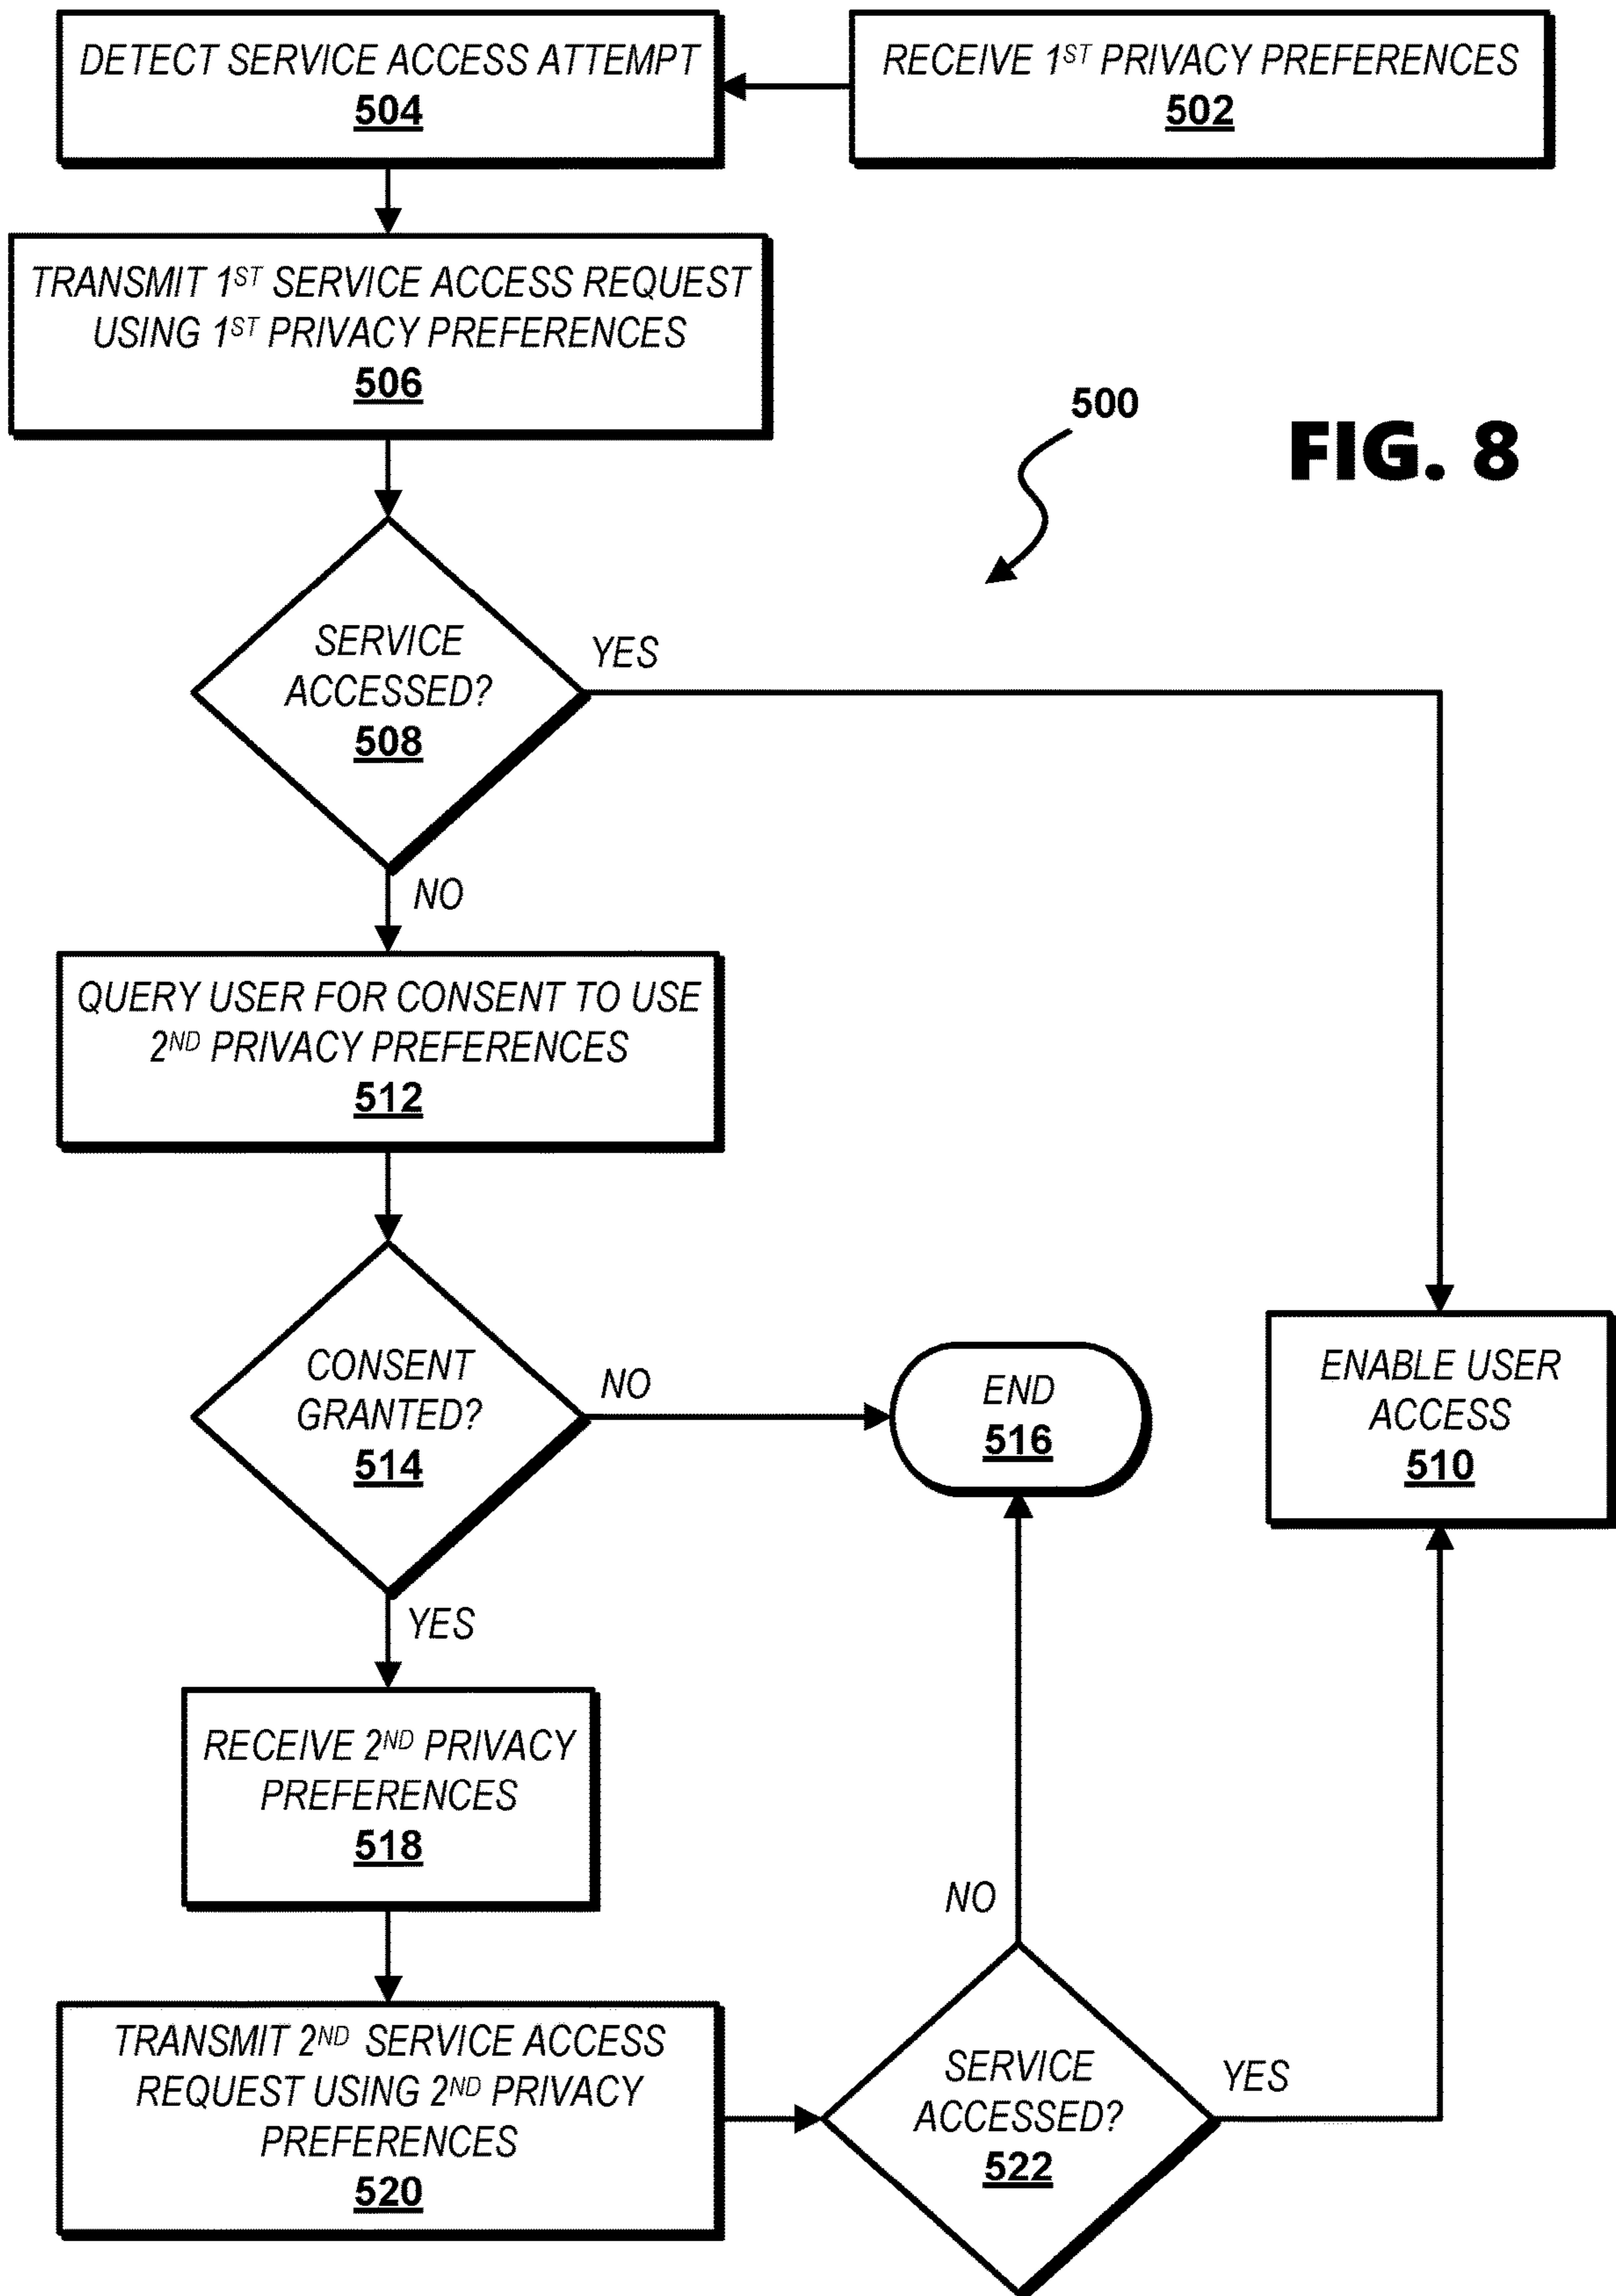 DETECT SERVICE ACCESS ATTEMPT
504
RECEIVE 1ST PRIVACY PREFERENCES
502
TRANSMIT 1ST SERVICE ACCESS REQUEST
USING 1ST PRIVACY PREFERENCES
506
500
FIG. 8
SERVICE
ACCESSED?
508
YES
NO
QUERY USER FOR CONSENT TO USE
2ND PRIVACY PREFERENCES
512
CONSENT
GRANTED?
514
NO
YES
END
516
ENABLE USER
ACCESS
510
RECEIVE 2ND PRIVACY
PREFERENCES
518
TRANSMIT 2ND SERVICE ACCESS
REQUEST USING 2ND PRIVACY
PREFERENCES
520
NO
SERVICE
ACCESSED?
522
YES